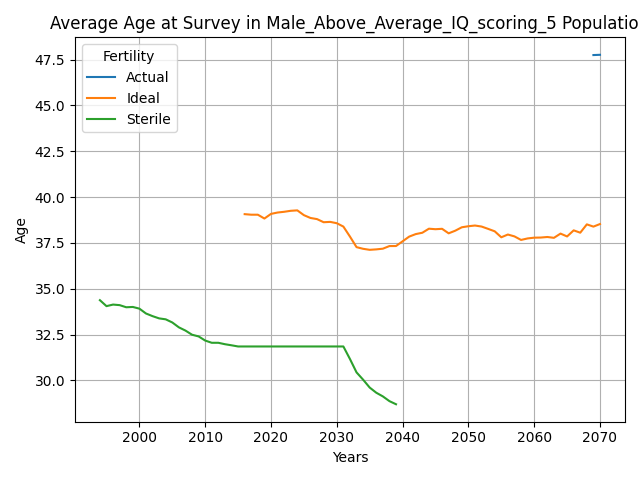 Average Age at Survey in Male_Above_Average_IQ_scoring_5 Populatio
Fertility
Actual
Ideal
Sterile
47.5
45.0
42.5
40.0
37.5
35.0
32.5
30.0
Age
2000 2010 2020 2030 2040 2050 2060 2070
Years